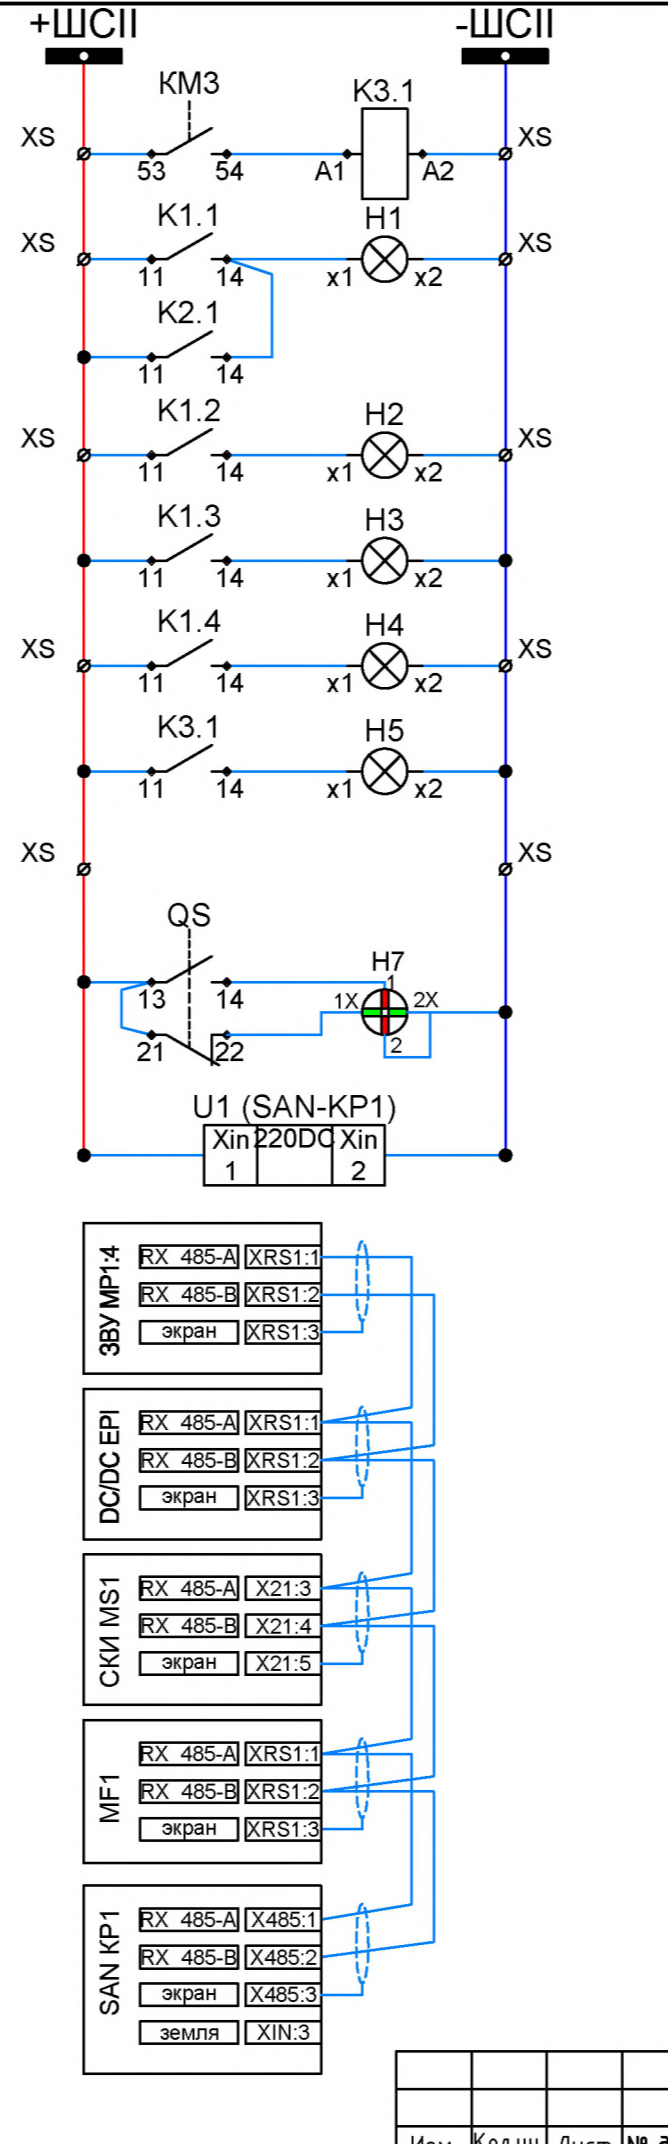 +ШСII -ШСII
КМ3 К3.1
XS XS
53 54 A1 A2
К1.1 Н1
XS XS
11 14 x1 x2
К2.1
11 14
К1.2 Н2
XS XS
11 14 x1 x2
К1.3 Н3
11 14 x1 x2
К1.4 Н4
XS XS
11 14 x1 x2
К3.1 Н5
11 14 x1 x2
XS XS
QS
Н7
1
13 14 1X 2X
21 22 2
U1 (SAN-KP1)
Xin 220DC Xin
1 2
ЗВУ МР1:4
RX 485-A XRS1:1
RX 485-B XRS1:2
экран XRS1:3
DC/DC EPI
RX 485-A XRS1:1
RX 485-B XRS1:2
экран XRS1:3
СКИ MS1
RX 485-A X21:3
RX 485-B X21:4
экран X21:5
MF1
RX 485-A XRS1:1
RX 485-B XRS1:2
экран XRS1:3
SAN KP1
RX 485-A X485:1
RX 485-B X485:2
экран X485:3
земля XIN:3